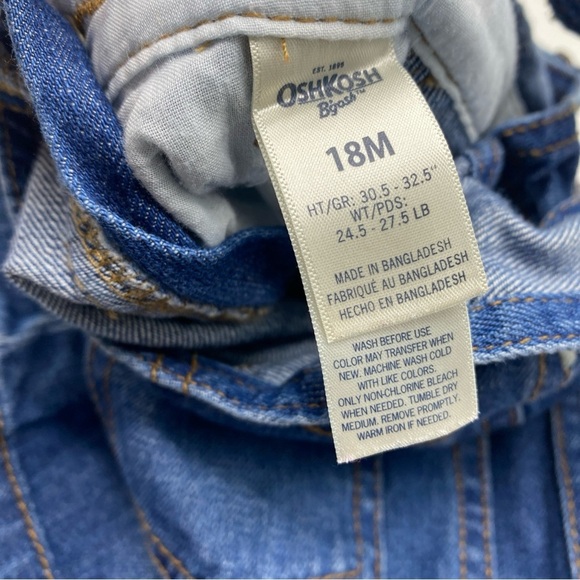 EST. 1895
OSHKOSH
B'gosh™
18M
HT/GR: 30.5 - 32.5"
WT/PDS:
24.5 - 27.5 LB
MADE IN BANGLADESH
FABRIQUÉ AU BANGLADESH
HECHO EN BANGLADESH
WASH BEFORE USE
COLOR MAY TRANSFER WHEN
NEW. MACHINE WASH COLD
WITH LIKE COLORS.
ONLY NON-CHLORINE BLEACH
WHEN NEEDED. TUMBLE DRY
MEDIUM. REMOVE PROMPTLY.
WARM IRON IF NEEDED.